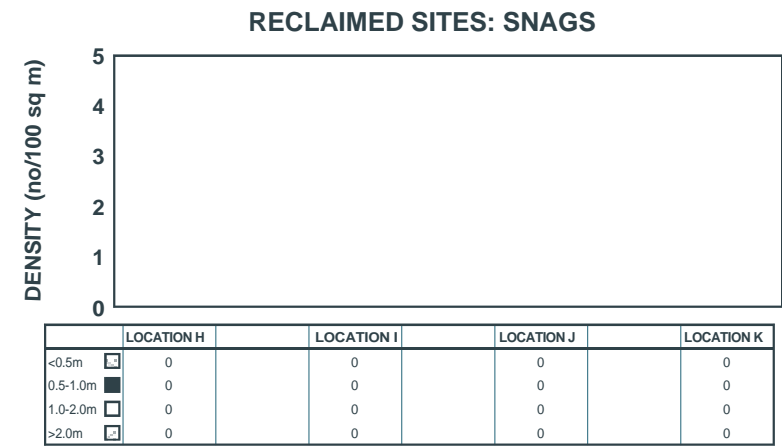 RECLAIMED SITES: SNAGS
DENSITY (no/100 sq m)
5
4
3
2
1
0
LOCATION H LOCATION I LOCATION J LOCATION K
<0.5m 0 0 0 0
0.5-1.0m 0 0 0 0
1.0-2.0m 0 0 0 0
>2.0m 0 0 0 0